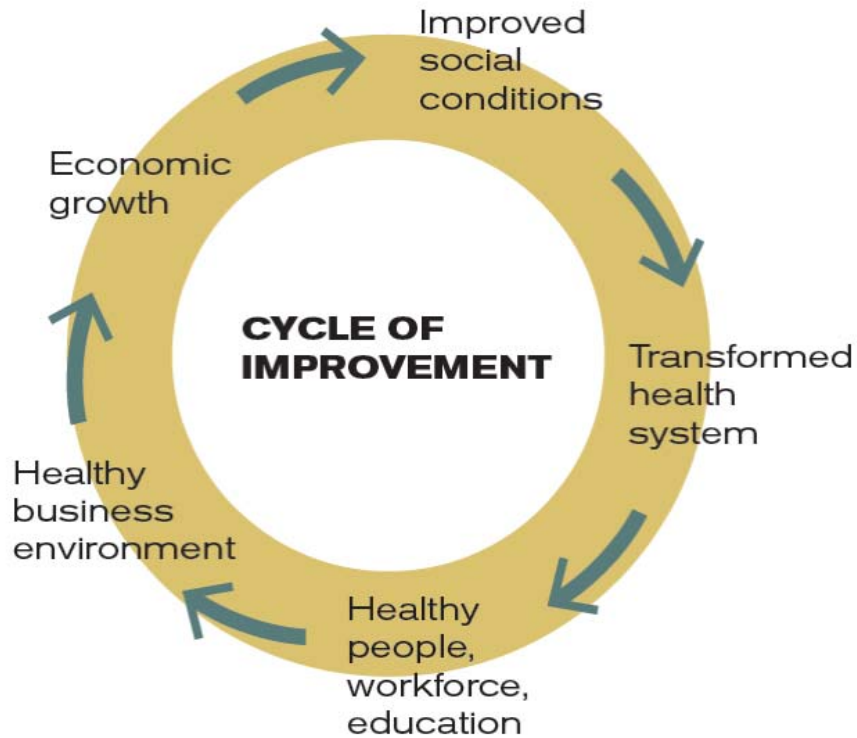 Improved
social
conditions
Economic
growth
CYCLE OF
IMPROVEMENT
Transformed
health
system
Healthy
business
environment
Healthy
people,
workforce,
education